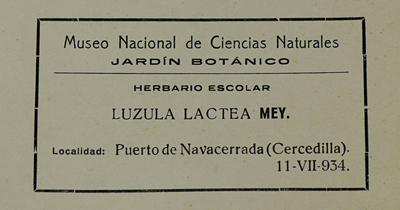 Museo Nacional de Ciencias Naturales
JARDÍN BOTÁNICO
HERBARIO ESCOLAR
LUZULA LACTEA MEY.
Localidad: Puerto de Navacerrada (Cercedilla).
11-VII-934.